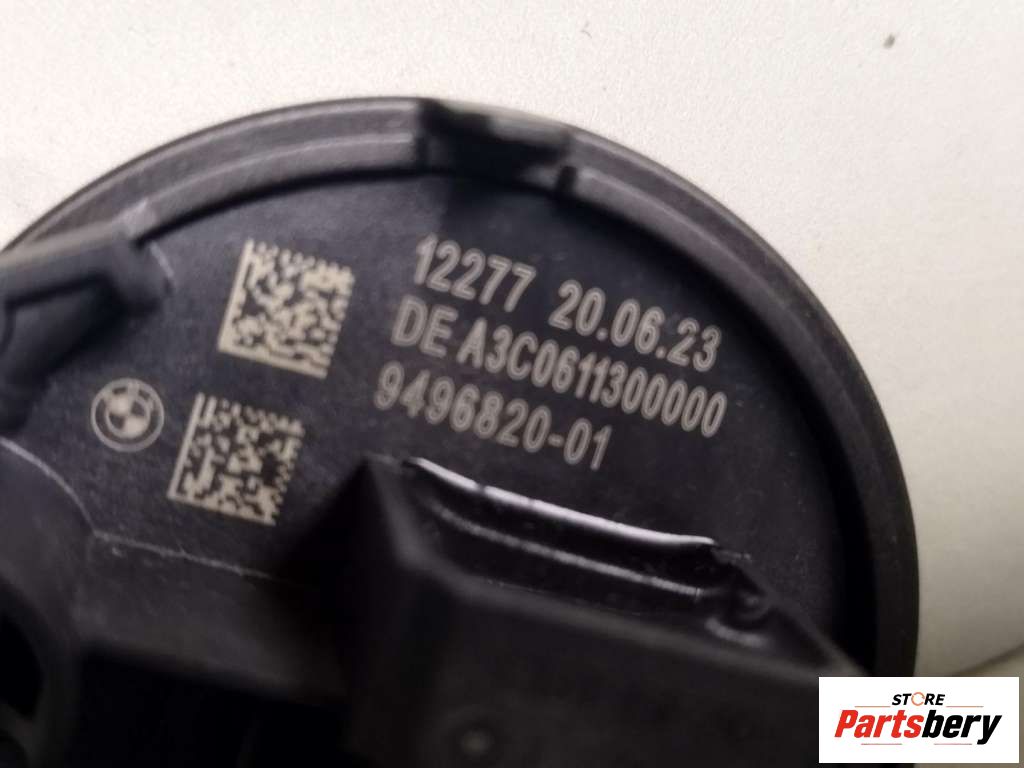 12277 20.06.23
DE A3C0611300000
9496820-01
STORE
Partsbery